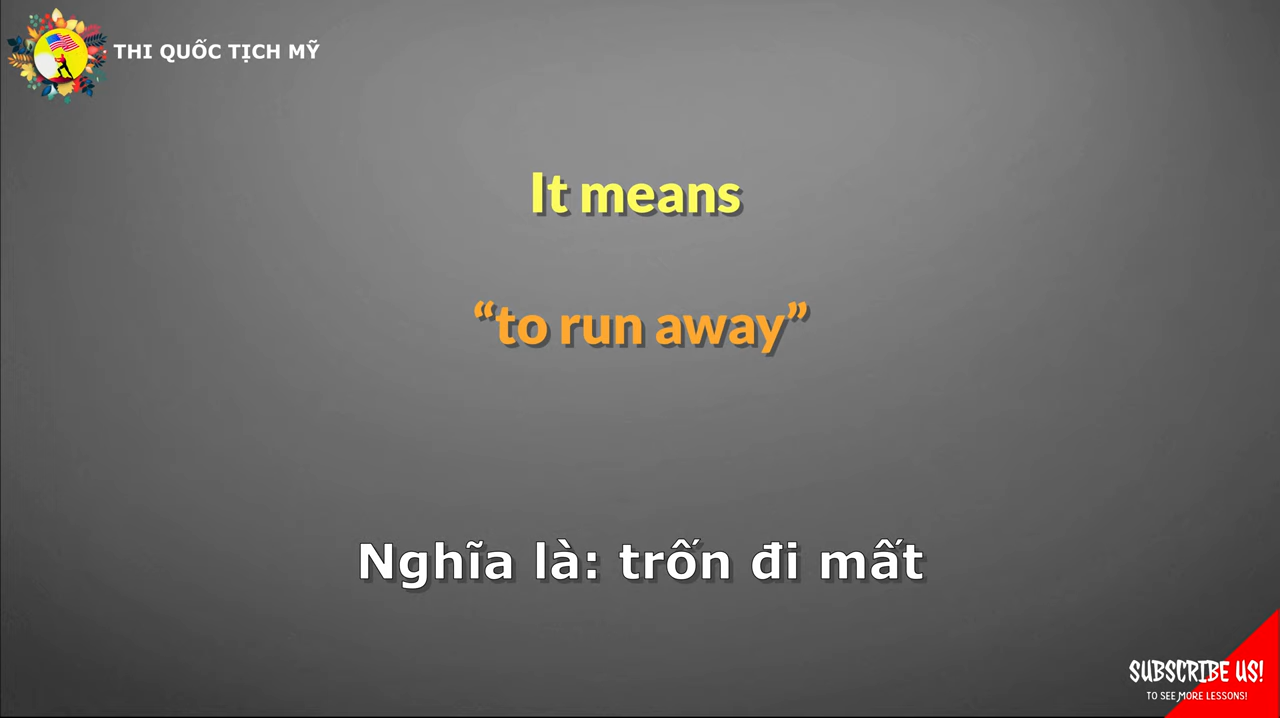 THI QUỐC TỊCH MỸ
It means
“to run away”
Nghĩa là: trốn đi mất
SUBSCRIBE US!
TO SEE MORE LESSONS!